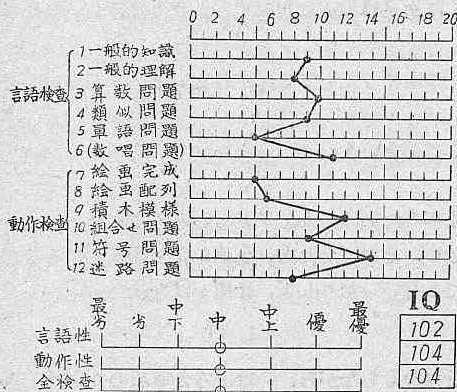 0 2 4 6 8 10 12 14 16 18 20
言語検査
1 一般的知識
2 一般的理解
3 算数問題
4 類似問題
5 単語問題
6 (数唱問題)
動作検査
7 絵画完成
8 絵画配列
9 積木模様
10 組合せ問題
11 符号問題
12 迷路問題
最劣 劣 中下 中 中上 優 最優 IQ
言語性 102
動作性 104
全検査 104